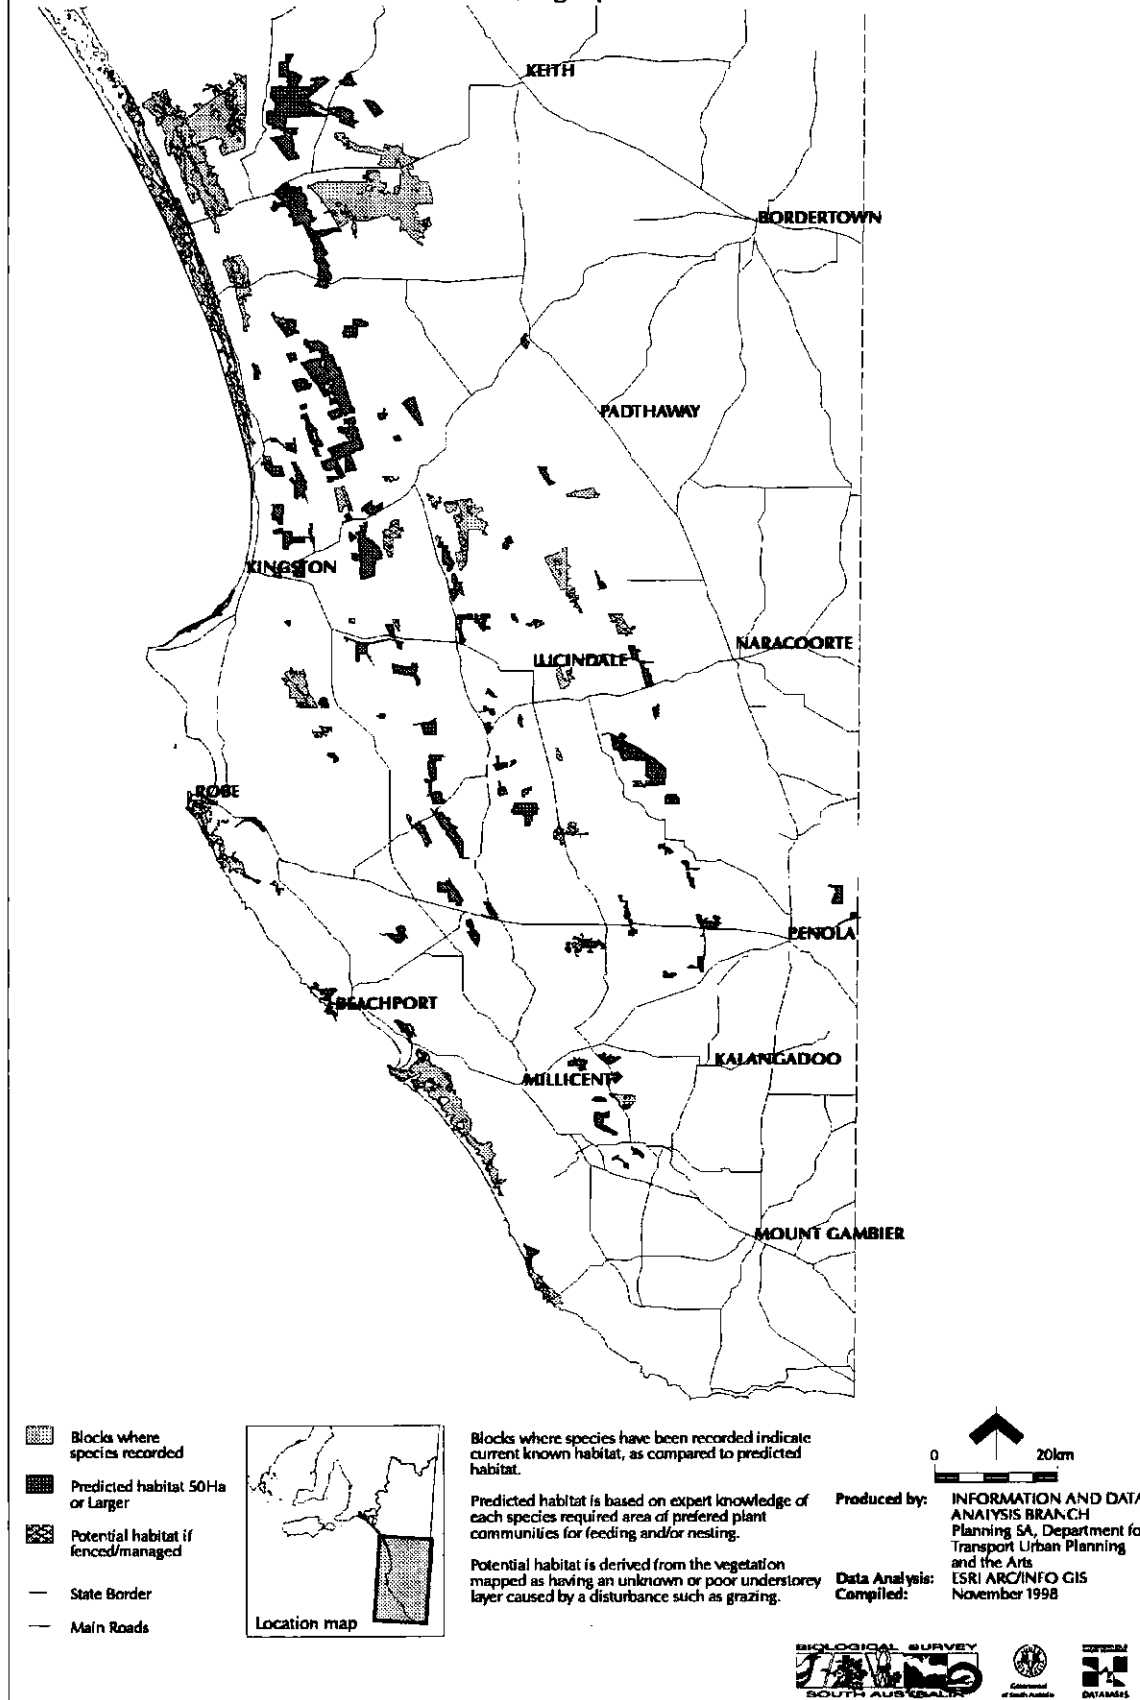 KEITH
BORDERTOWN
PADTHAWAY
KINGSTON
NARACOORTE
LUCINDALE
ROBE
PENOLA
BEACHPORT
KALANGADOO
MILLICENT
MOUNT GAMBIER
Blocks where
species recorded
Predicted habitat 50Ha
or Larger
Potential habitat if
fenced/managed
State Border
Main Roads
Location map
Blocks where species have been recorded indicate
current known habitat, as compared to predicted
habitat.
Predicted habitat is based on expert knowledge of
each species required area of prefered plant
communities for feeding and/or nesting.
Potential habitat is derived from the vegetation
mapped as having an unknown or poor understorey
layer caused by a disturbance such as grazing.
0 20km
Produced by: INFORMATION AND DATA
ANALYSIS BRANCH
Planning SA, Department fo
Transport Urban Planning
and the Arts
Data Analysis: ESRI ARC/INFO GIS
Compiled: November 1998
BIOLOGICAL SURVEY
SOUTH AUSTRALIA
Government
of South Australia
DATABASES